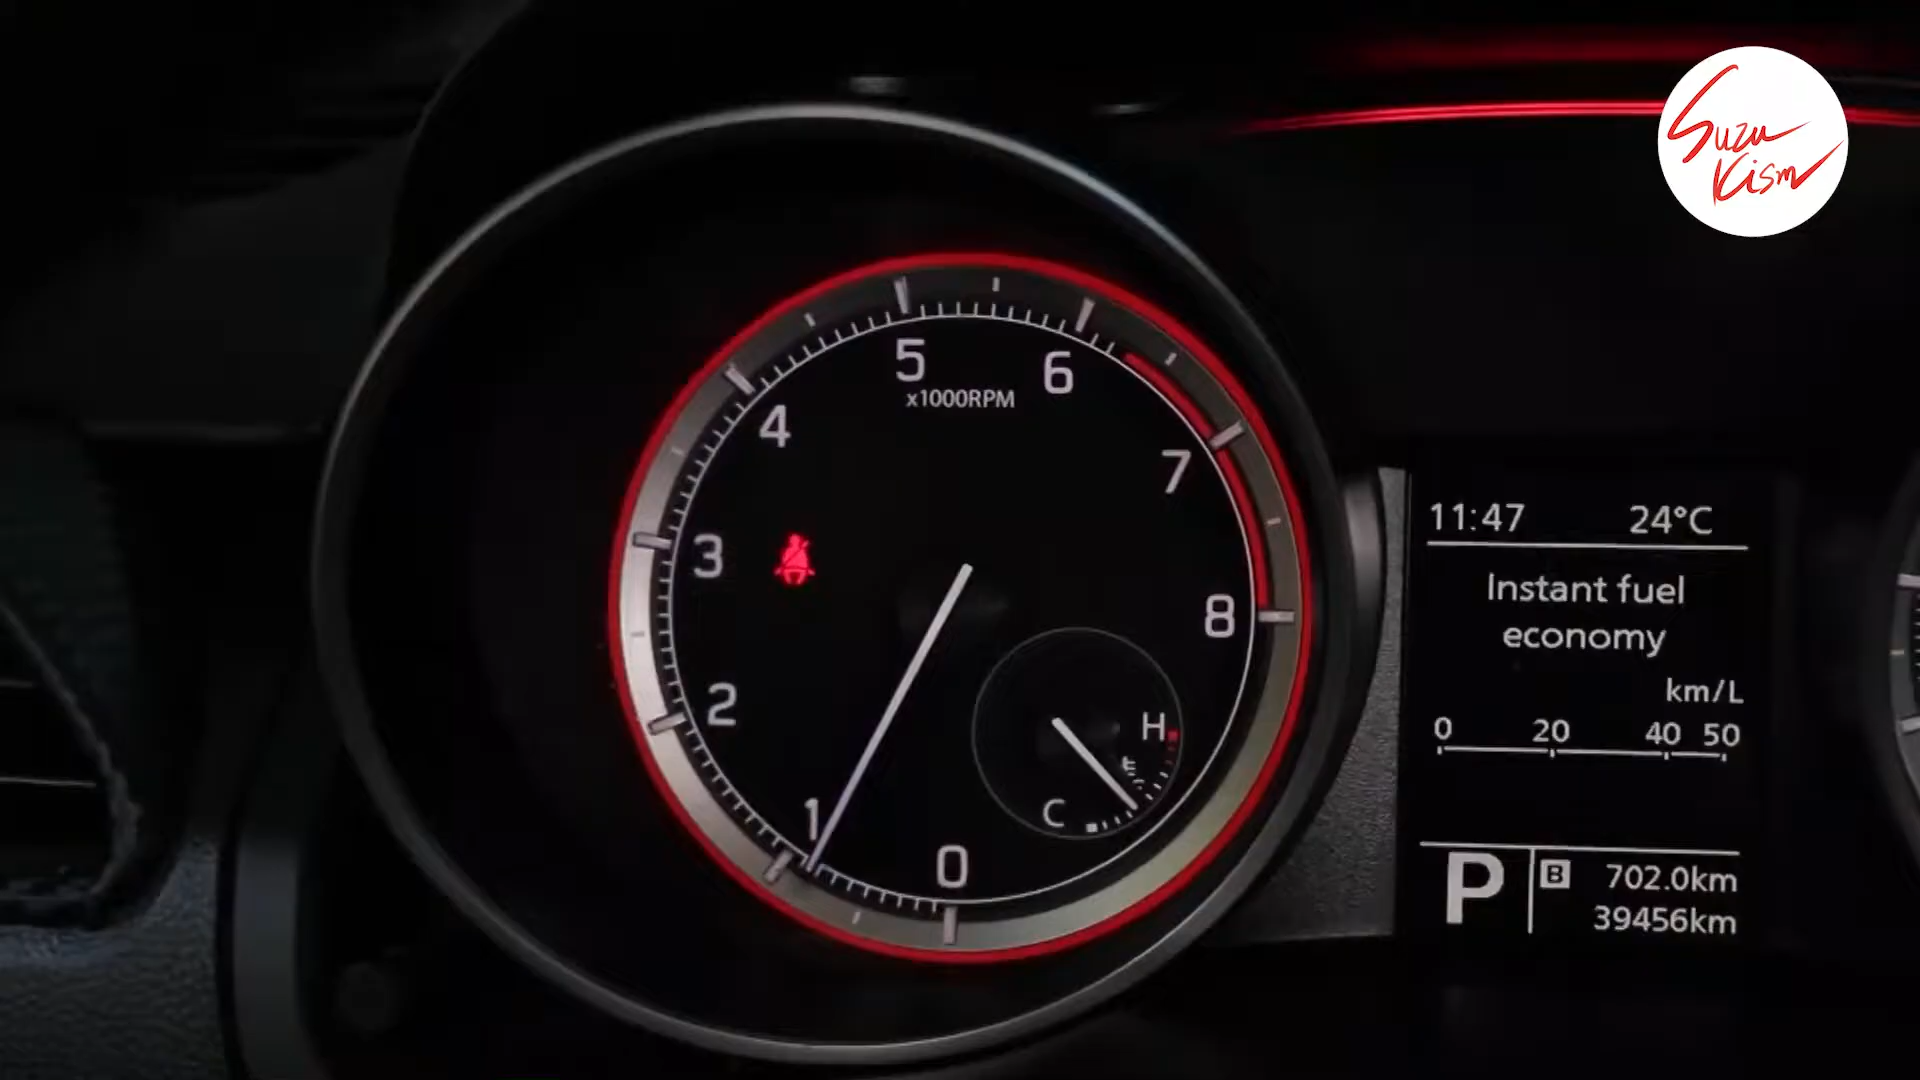 Suzu
Kism
5
6
x1000RPM
4
7
3
8
2
1
0
H
C
11:47 24°C
Instant fuel
economy
km/L
0 20 40 50
P B 702.0km
39456km